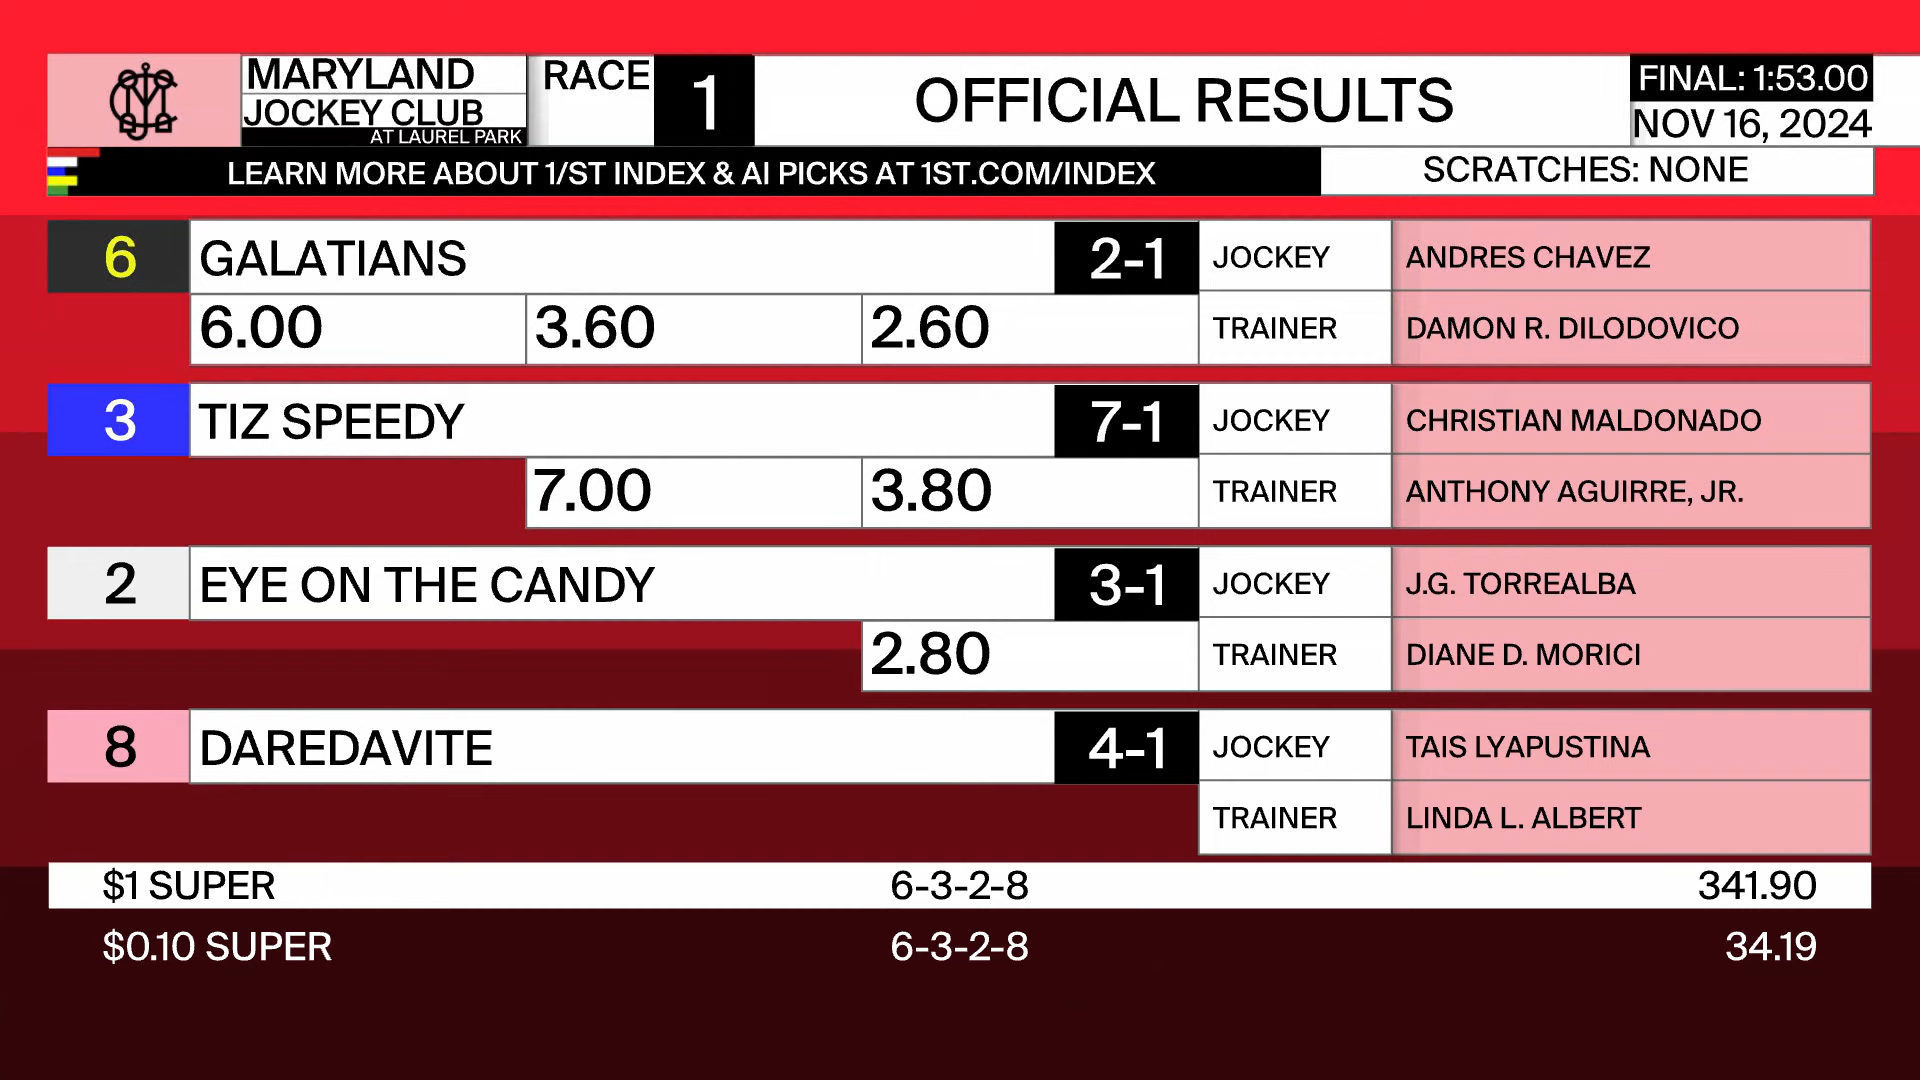 MARYLAND
JOCKEY CLUB
AT LAUREL PARK
RACE 1
OFFICIAL RESULTS
FINAL: 1:53.00
NOV 16, 2024
LEARN MORE ABOUT 1/ST INDEX & AI PICKS AT 1ST.COM/INDEX
SCRATCHES: NONE
6 GALATIANS 2-1 JOCKEY ANDRES CHAVEZ
6.00 3.60 2.60 TRAINER DAMON R. DILODOVICO
3 TIZ SPEEDY 7-1 JOCKEY CHRISTIAN MALDONADO
7.00 3.80 TRAINER ANTHONY AGUIRRE, JR.
2 EYE ON THE CANDY 3-1 JOCKEY J.G. TORREALBA
2.80 TRAINER DIANE D. MORICI
8 DAREDAVITE 4-1 JOCKEY TAIS LYAPUSTINA
TRAINER LINDA L. ALBERT
$1 SUPER 6-3-2-8 341.90
$0.10 SUPER 6-3-2-8 34.19